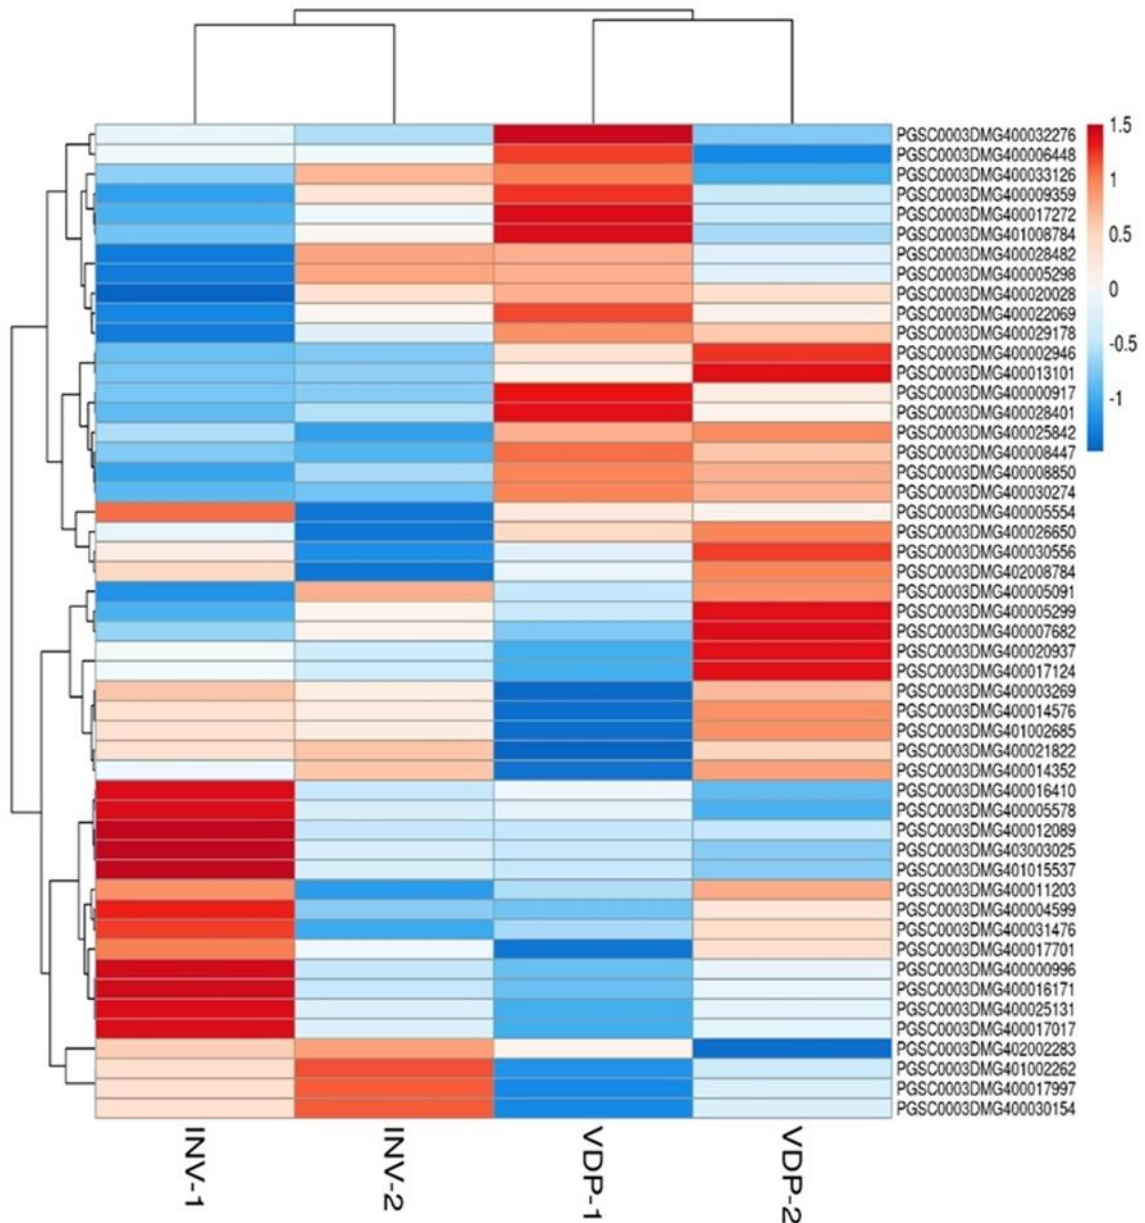 PGSC0003DMG400032276
PGSC0003DMG400006448
PGSC0003DMG400033126
PGSC0003DMG400009359
PGSC0003DMG400017272
PGSC0003DMG401008784
PGSC0003DMG400028482
PGSC0003DMG400005298
PGSC0003DMG400020028
PGSC0003DMG400022069
PGSC0003DMG400029178
PGSC0003DMG400002946
PGSC0003DMG400013101
PGSC0003DMG400000917
PGSC0003DMG400028401
PGSC0003DMG400025842
PGSC0003DMG400008447
PGSC0003DMG400008850
PGSC0003DMG400030274
PGSC0003DMG400005554
PGSC0003DMG400026650
PGSC0003DMG400030556
PGSC0003DMG402008784
PGSC0003DMG400005091
PGSC0003DMG400005299
PGSC0003DMG400007682
PGSC0003DMG400020937
PGSC0003DMG400017124
PGSC0003DMG400003269
PGSC0003DMG400014576
PGSC0003DMG401002685
PGSC0003DMG400021822
PGSC0003DMG400014352
PGSC0003DMG400016410
PGSC0003DMG400005578
PGSC0003DMG400012089
PGSC0003DMG403003025
PGSC0003DMG401015537
PGSC0003DMG400011203
PGSC0003DMG400004599
PGSC0003DMG400031476
PGSC0003DMG400017701
PGSC0003DMG400000996
PGSC0003DMG400016171
PGSC0003DMG400025131
PGSC0003DMG400017017
PGSC0003DMG402002283
PGSC0003DMG401002262
PGSC0003DMG400017997
PGSC0003DMG400030154
1.5
1
0.5
0
-0.5
-1
INV-1
INV-2
VDP-1
VDP-2